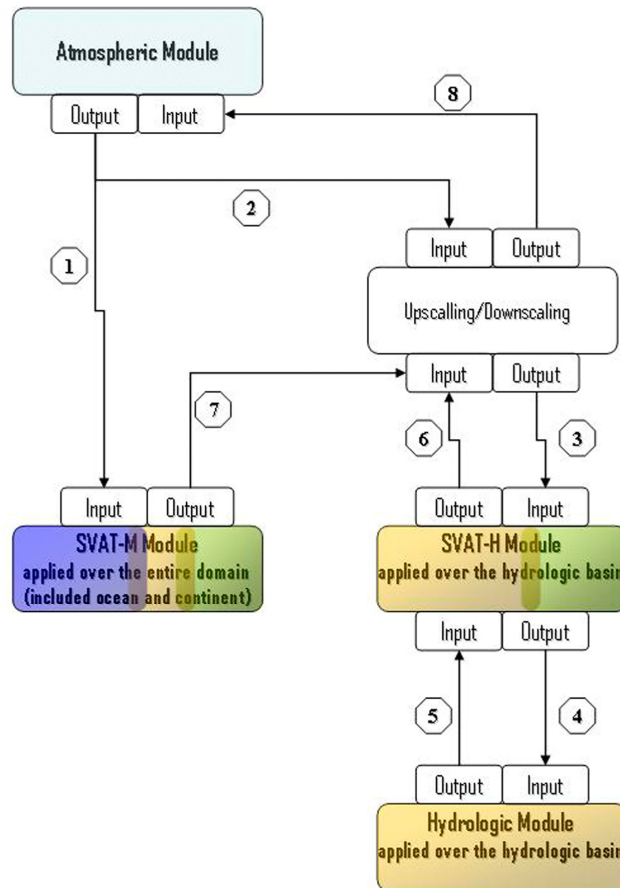 Atmospheric Module
Output Input
8
2
1
Input Output
Upscalling/Downscaling
Input Output
7
6
3
Input Output
SVAT-M Module
applied over the entire domain
(included ocean and continent)
Output Input
SVAT-H Module
applied over the hydrologic basin
Input Output
5
4
Output Input
Hydrologic Module
applied over the hydrologic basin